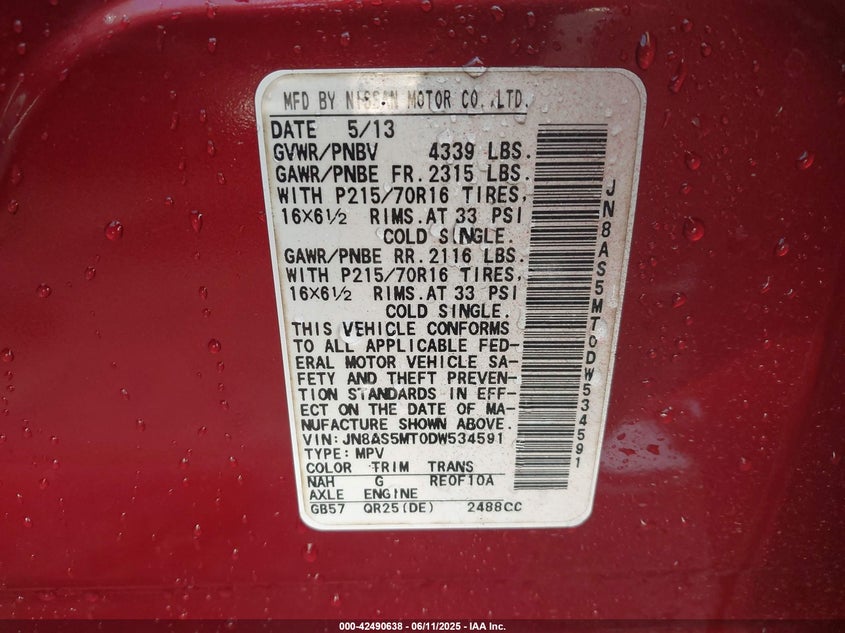 MFD BY NISSAN MOTOR CO.,LTD.
DATE 5/13
GVWR/PNBV 4339 LBS.
GAWR/PNBE FR. 2315 LBS.
WITH P215/70R16 TIRES,
16×6½ RIMS.AT 33 PSI
COLD SINGLE.
GAWR/PNBE RR. 2116 LBS.
WITH P215/70R16 TIRES,
16×6½ RIMS.AT 33 PSI
COLD SINGLE.
THIS VEHICLE CONFORMS
TO ALL APPLICABLE FED-
ERAL MOTOR VEHICLE SA-
FETY AND THEFT PREVEN-
TION STANDARDS IN EFF-
ECT ON THE DATE OF MA-
NUFACTURE SHOWN ABOVE.
VIN: JN8AS5MT0DW534591
TYPE: MPV
COLOR TRIM TRANS
NAH G RE0F10A
AXLE ENGINE
GB57 QR25(DE) 2488CC
JN8AS5MT0DW534591
000-42490638 - 06/11/2025 - IAA Inc.